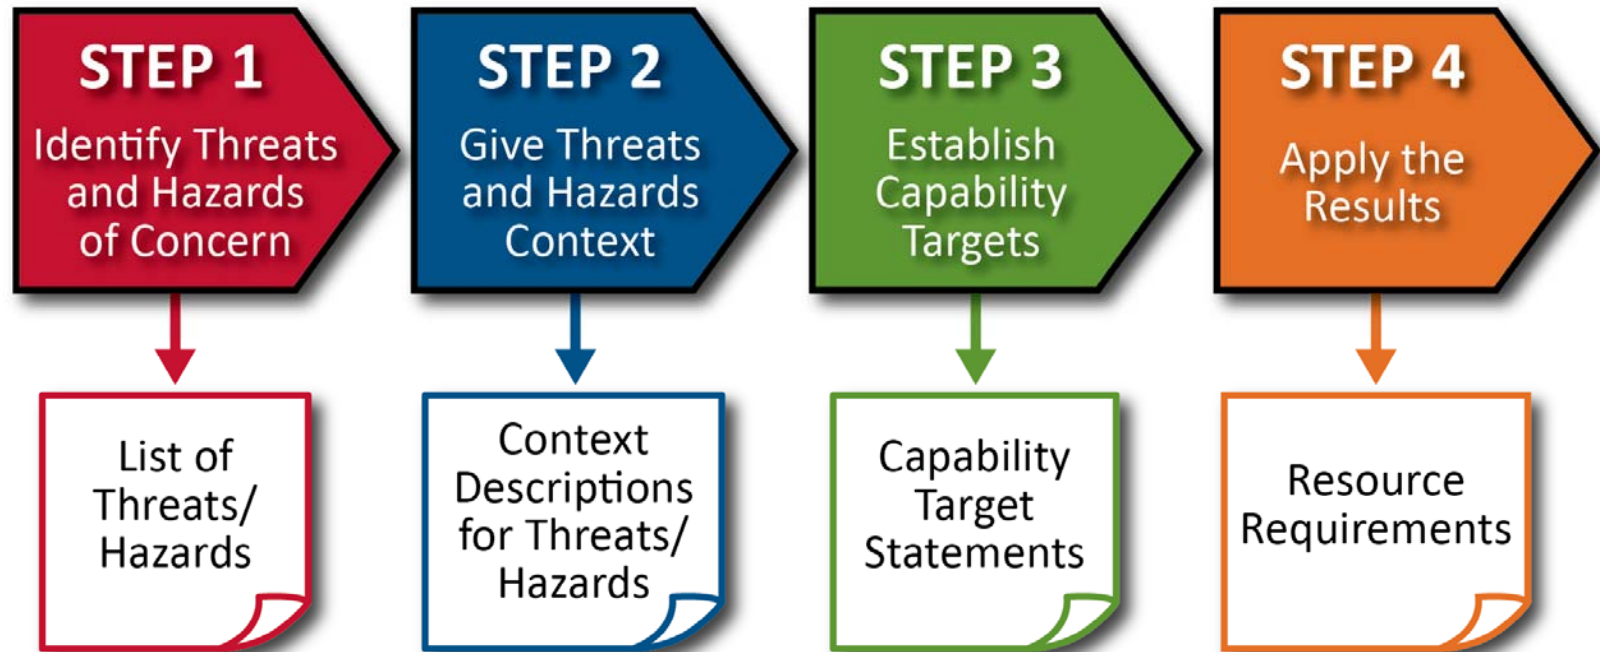 STEP 1
Identify Threats
and Hazards
of Concern
STEP 2
Give Threats
and Hazards
Context
STEP 3
Establish
Capability
Targets
STEP 4
Apply the
Results
List of
Threats/
Hazards
Context
Descriptions
for Threats/
Hazards
Capability
Target
Statements
Resource
Requirements